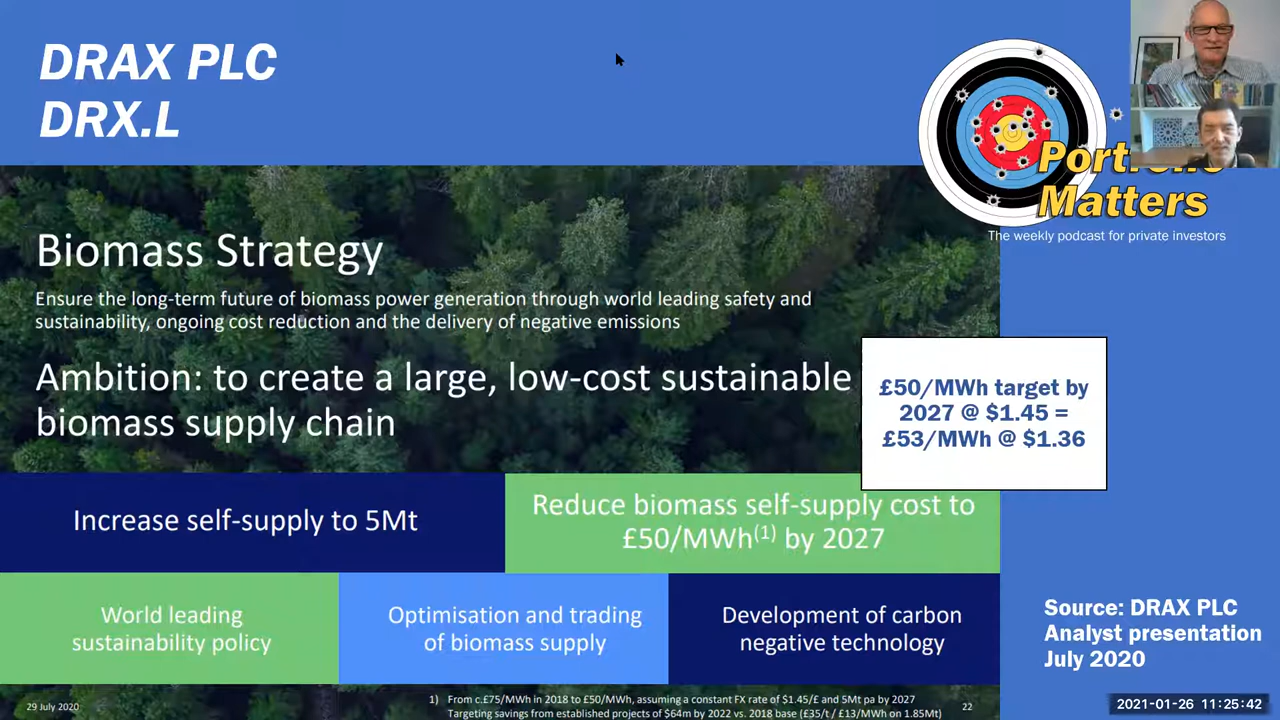 DRAX PLC
DRX.L
Matters
The weekly podcast for private investors
Biomass Strategy
Ensure the long-term future of biomass power generation through world leading safety and
sustainability, ongoing cost reduction and the delivery of negative emissions
Ambition: to create a large, low-cost sustainable
biomass supply chain
£50/MWh target by
2027 @ $1.45 =
£53/MWh @ $1.36
Increase self-supply to 5Mt
Reduce biomass self-supply cost to
£50/MWh(1) by 2027
World leading
sustainability policy
Optimisation and trading
of biomass supply
Development of carbon
negative technology
Source: DRAX PLC
Analyst presentation
July 2020
29 July 2020
1) From c.£75/MWh in 2018 to £50/MWh, assuming a constant FX rate of $1.45/£ and 5Mt pa by 2027
Targeting savings from established projects of $64m by 2022 vs. 2018 base (£35/t / £13/MWh on 1.85Mt)
22
2021-01-26 11:25:42